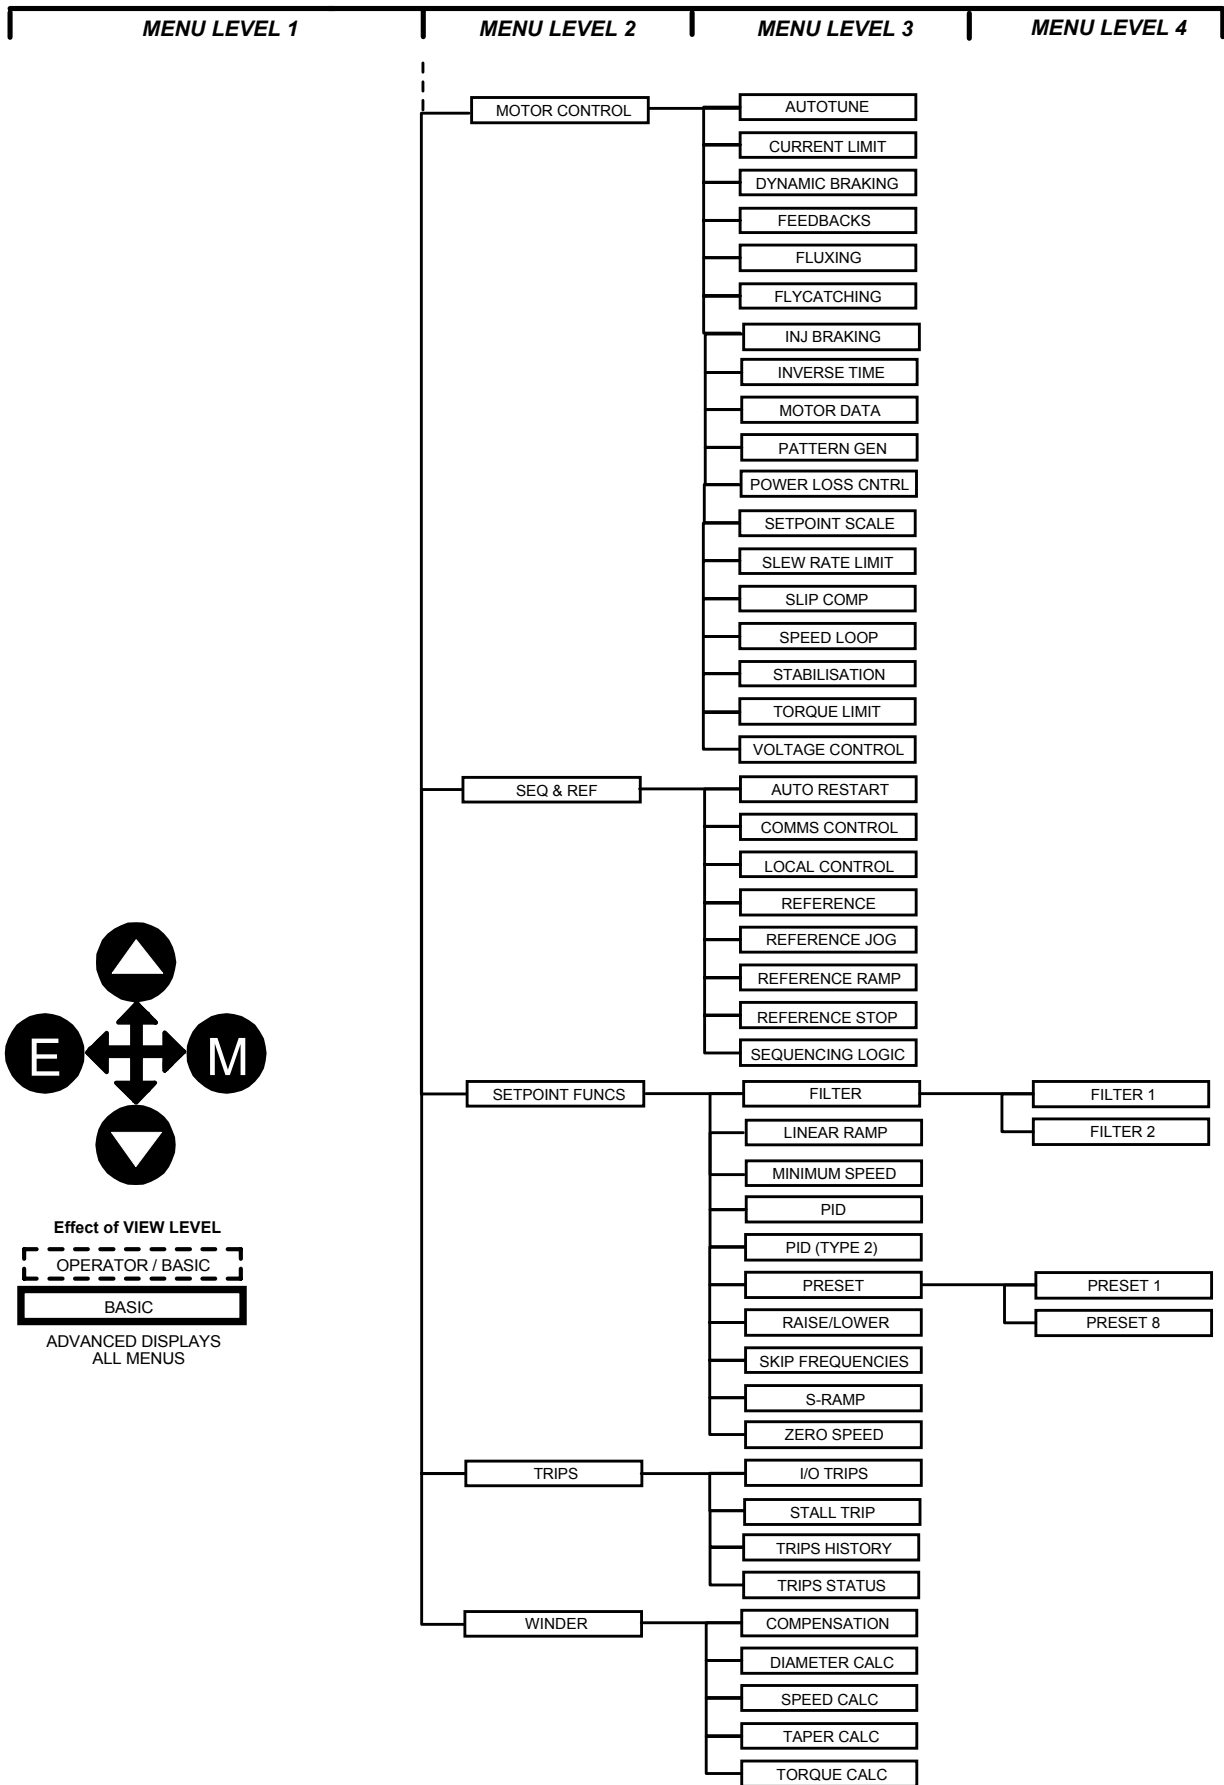 MENU LEVEL 1
MENU LEVEL 2
MENU LEVEL 3
MENU LEVEL 4
MOTOR CONTROL
AUTOTUNE
CURRENT LIMIT
DYNAMIC BRAKING
FEEDBACKS
FLUXING
FLYCATCHING
INJ BRAKING
INVERSE TIME
MOTOR DATA
PATTERN GEN
POWER LOSS CNTRL
SETPOINT SCALE
SLEW RATE LIMIT
SLIP COMP
SPEED LOOP
STABILISATION
TORQUE LIMIT
VOLTAGE CONTROL
SEQ & REF
AUTO RESTART
COMMS CONTROL
LOCAL CONTROL
REFERENCE
REFERENCE JOG
REFERENCE RAMP
REFERENCE STOP
SEQUENCING LOGIC
SETPOINT FUNCS
FILTER
FILTER 1
FILTER 2
LINEAR RAMP
MINIMUM SPEED
PID
PID (TYPE 2)
PRESET
PRESET 1
PRESET 8
RAISE/LOWER
SKIP FREQUENCIES
S-RAMP
ZERO SPEED
TRIPS
I/O TRIPS
STALL TRIP
TRIPS HISTORY
TRIPS STATUS
WINDER
COMPENSATION
DIAMETER CALC
SPEED CALC
TAPER CALC
TORQUE CALC
E
M
Effect of VIEW LEVEL
OPERATOR / BASIC
BASIC
ADVANCED DISPLAYS
ALL MENUS